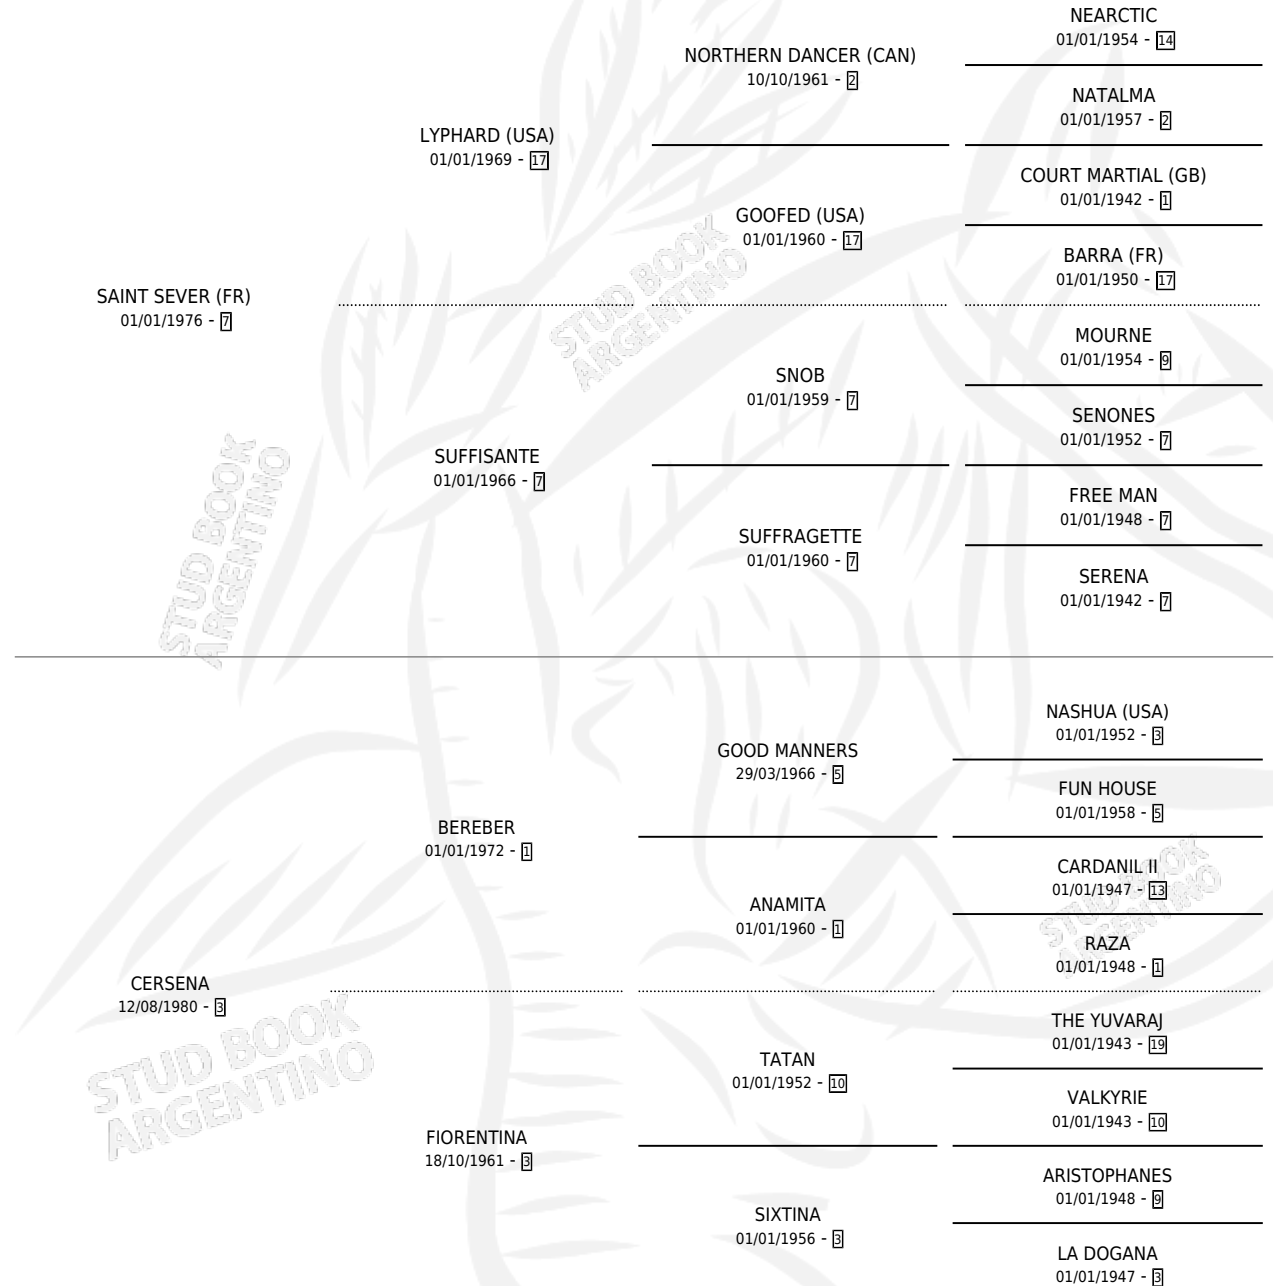 NEARCTIC
01/01/1954 - 14
NORTHERN DANCER (CAN)
10/10/1961 - 2
NATALMA
01/01/1957 - 2
LYPHARD (USA)
01/01/1969 - 17
COURT MARTIAL (GB)
01/01/1942 - 1
GOOFED (USA)
01/01/1960 - 17
BARRA (FR)
01/01/1950 - 17
SAINT SEVER (FR)
01/01/1976 - 7
MOURNE
01/01/1954 - 9
SNOB
01/01/1959 - 7
SENONES
01/01/1952 - 7
SUFFISANTE
01/01/1966 - 7
FREE MAN
01/01/1948 - 7
SUFFRAGETTE
01/01/1960 - 7
SERENA
01/01/1942 - 7
NASHUA (USA)
01/01/1952 - 3
GOOD MANNERS
29/03/1966 - 5
FUN HOUSE
01/01/1958 - 5
BEREBER
01/01/1972 - 1
CARDANIL II
01/01/1947 - 13
ANAMITA
01/01/1960 - 1
RAZA
01/01/1948 - 1
CERSENA
12/08/1980 - 3
THE YUVARAJ
01/01/1943 - 19
TATAN
01/01/1952 - 10
VALKYRIE
01/01/1943 - 10
FIORENTINA
18/10/1961 - 3
ARISTOPHANES
01/01/1948 - 9
SIXTINA
01/01/1956 - 3
LA DOGANA
01/01/1947 - 3
STUD BOOK
ARGENTINO
STUD BOOK
ARGENTINO
STUD BOOK
ARGENTINO
STUD BOOK
ARGENTINO